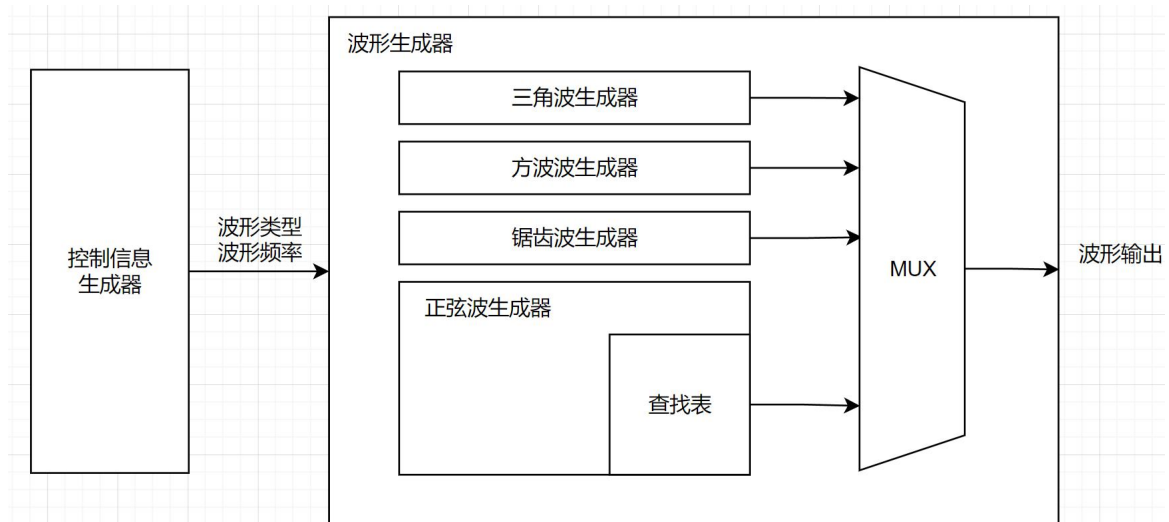 波形生成器
三角波生成器
方波波生成器
锯齿波生成器
正弦波生成器
查找表
控制信息
生成器
波形类型
波形频率
MUX
波形输出